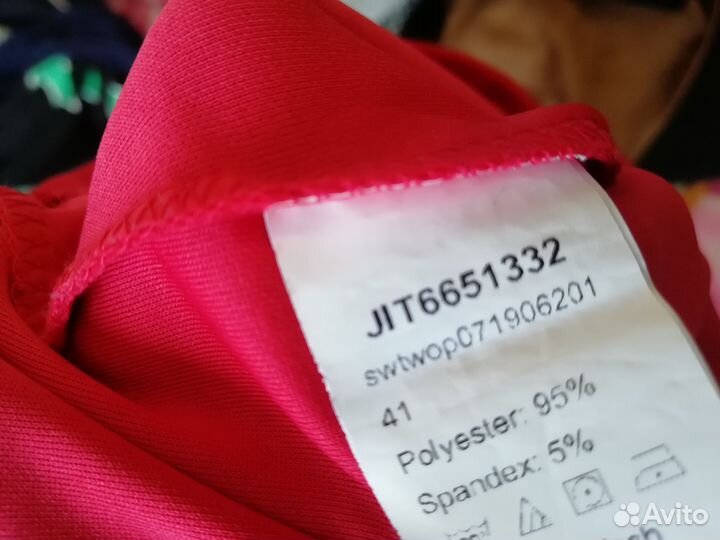 JIT6651332
swtwop071906201
41
Polyester: 95%
Spandex: 5%
Avito